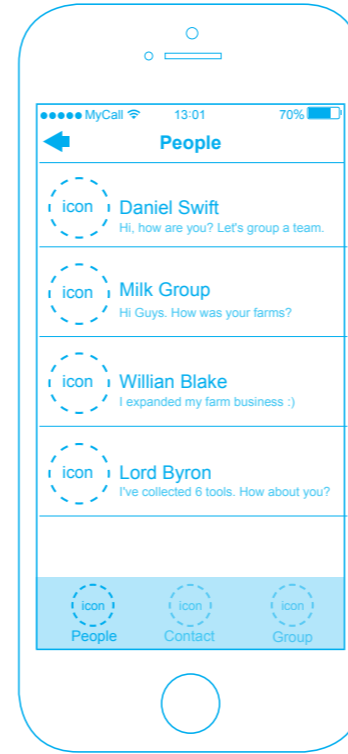 MyCall 13:01 70%
People
icon
Daniel Swift
Hi, how are you? Let's group a team.
icon
Milk Group
Hi Guys. How was your farms?
icon
Willian Blake
I expanded my farm business :)
icon
Lord Byron
I've collected 6 tools. How about you?
icon icon icon
People Contact Group